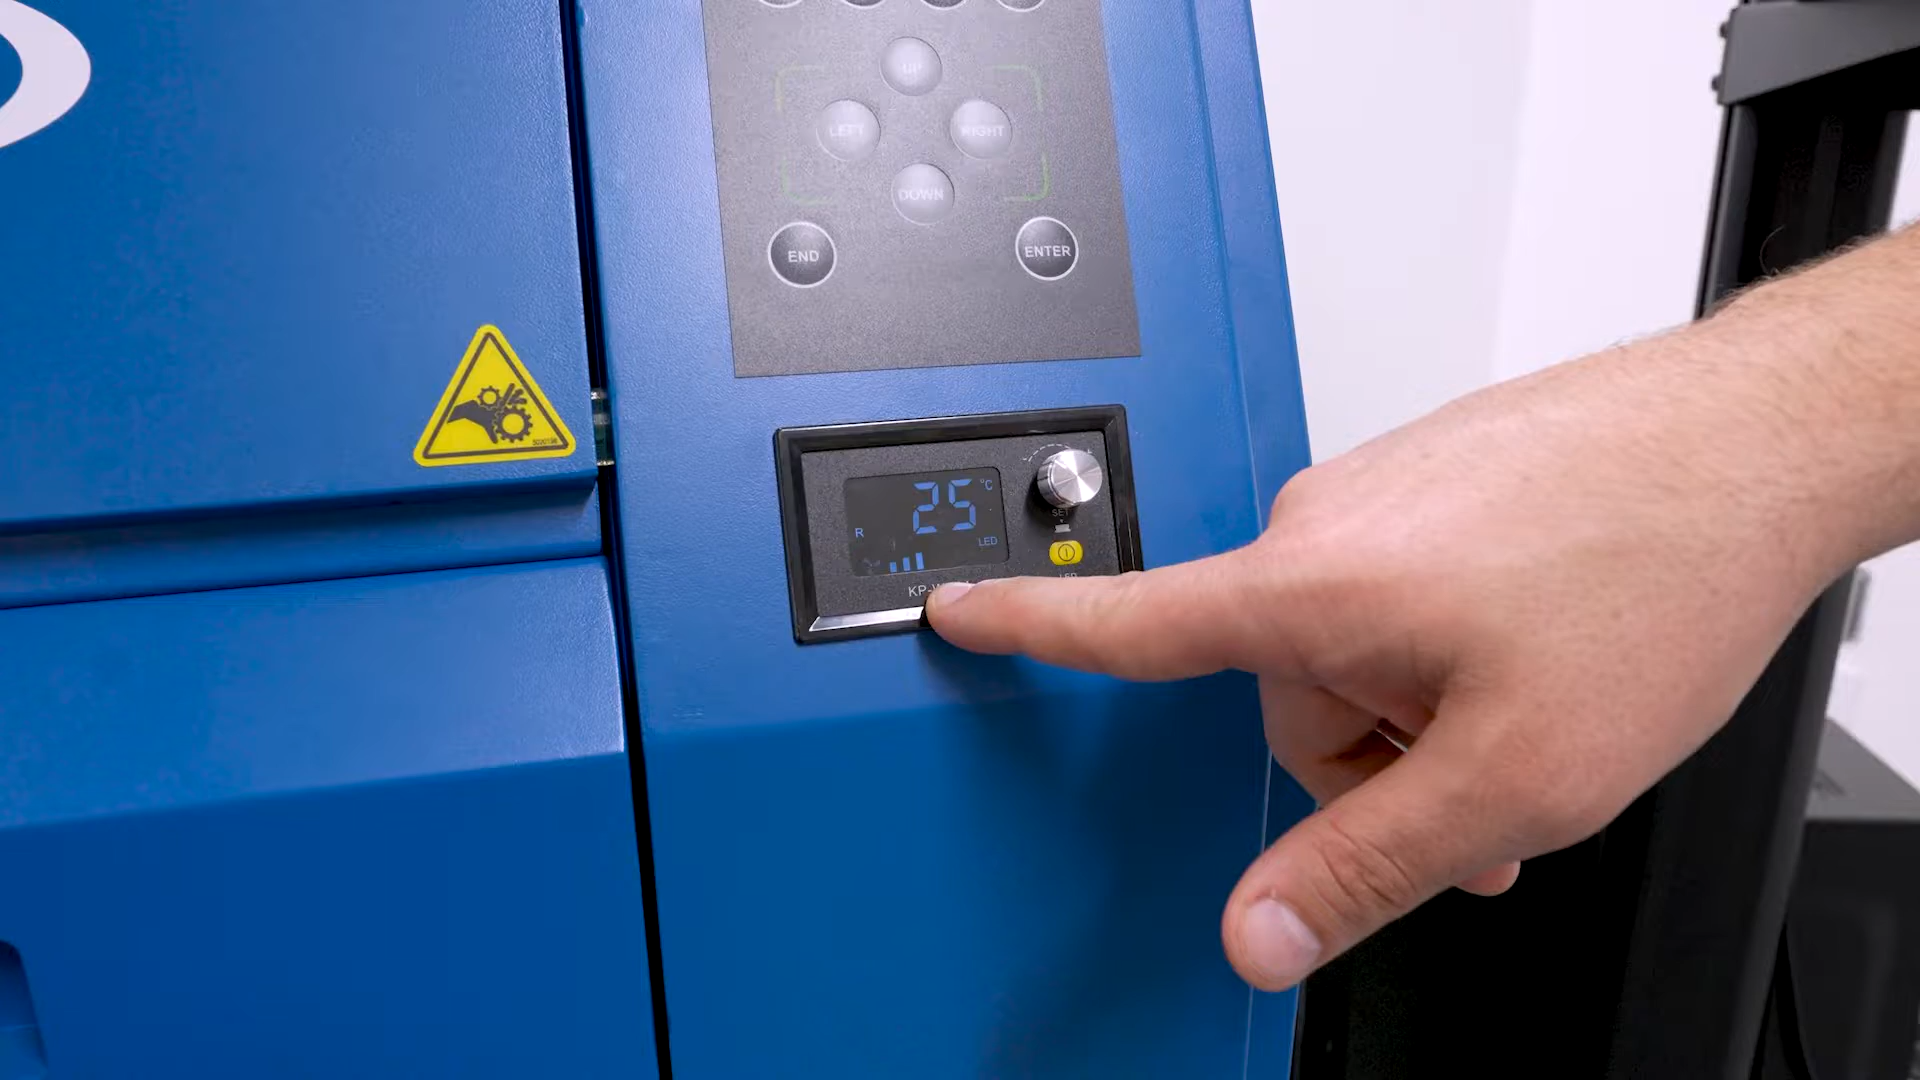 UP
LEFT
RIGHT
DOWN
END
ENTER
25 °C
R
LED
SET